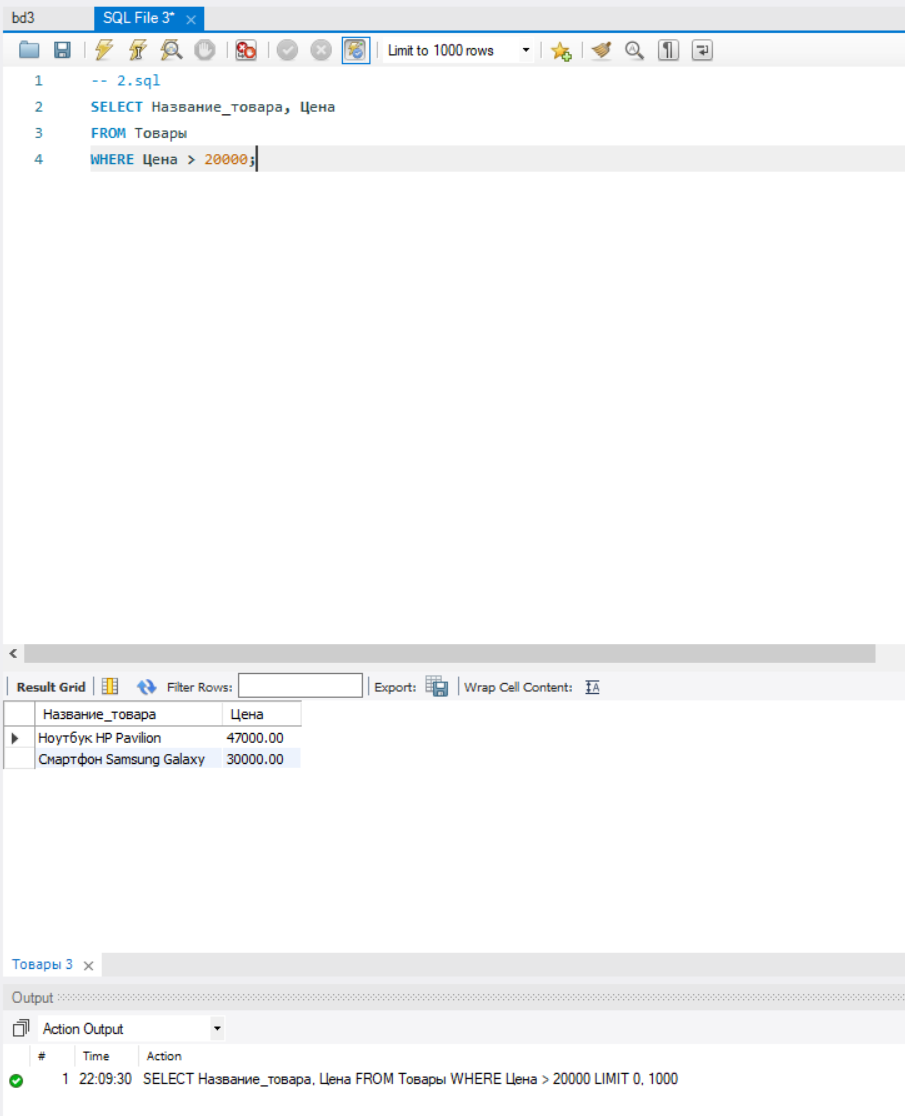 bd3 SQL File 3*
Limit to 1000 rows
1 -- 2.sql
2 SELECT Название_товара, Цена
3 FROM Товары
4 WHERE Цена > 20000;
Result Grid Filter Rows: Export: Wrap Cell Content:
Название_товара Цена
Ноутбук HP Pavilion 47000.00
Смартфон Samsung Galaxy 30000.00
Товары 3
Output
Action Output
# Time Action
1 22:09:30 SELECT Название_товара, Цена FROM Товары WHERE Цена > 20000 LIMIT 0, 1000